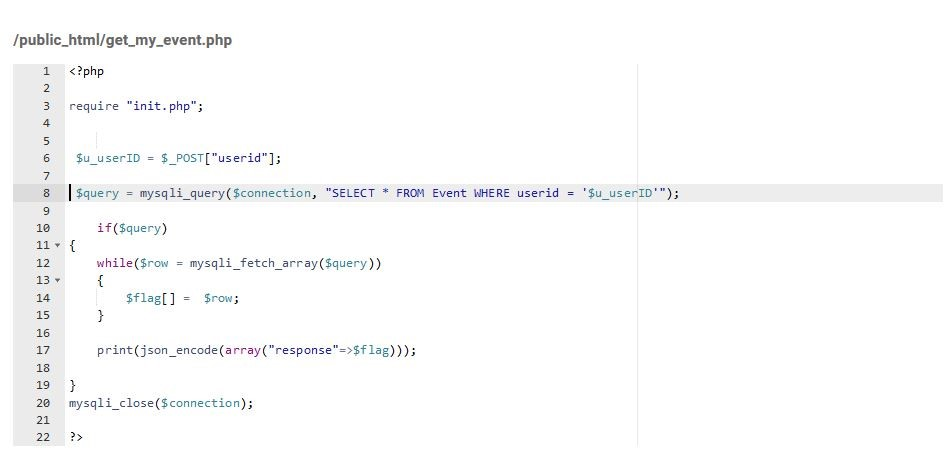 /public_html/get_my_event.php
1 <?php
2
3 require "init.php";
4
5
6 $u_userID = $_POST["userid"];
7
8 $query = mysqli_query($connection, "SELECT * FROM Event WHERE userid = '$u_userID'");
9
10 if($query)
11 {
12 while($row = mysqli_fetch_array($query))
13 {
14 $flag[] = $row;
15 }
16
17 print(json_encode(array("response"=>$flag)));
18
19 }
20 mysqli_close($connection);
21
22 ?>